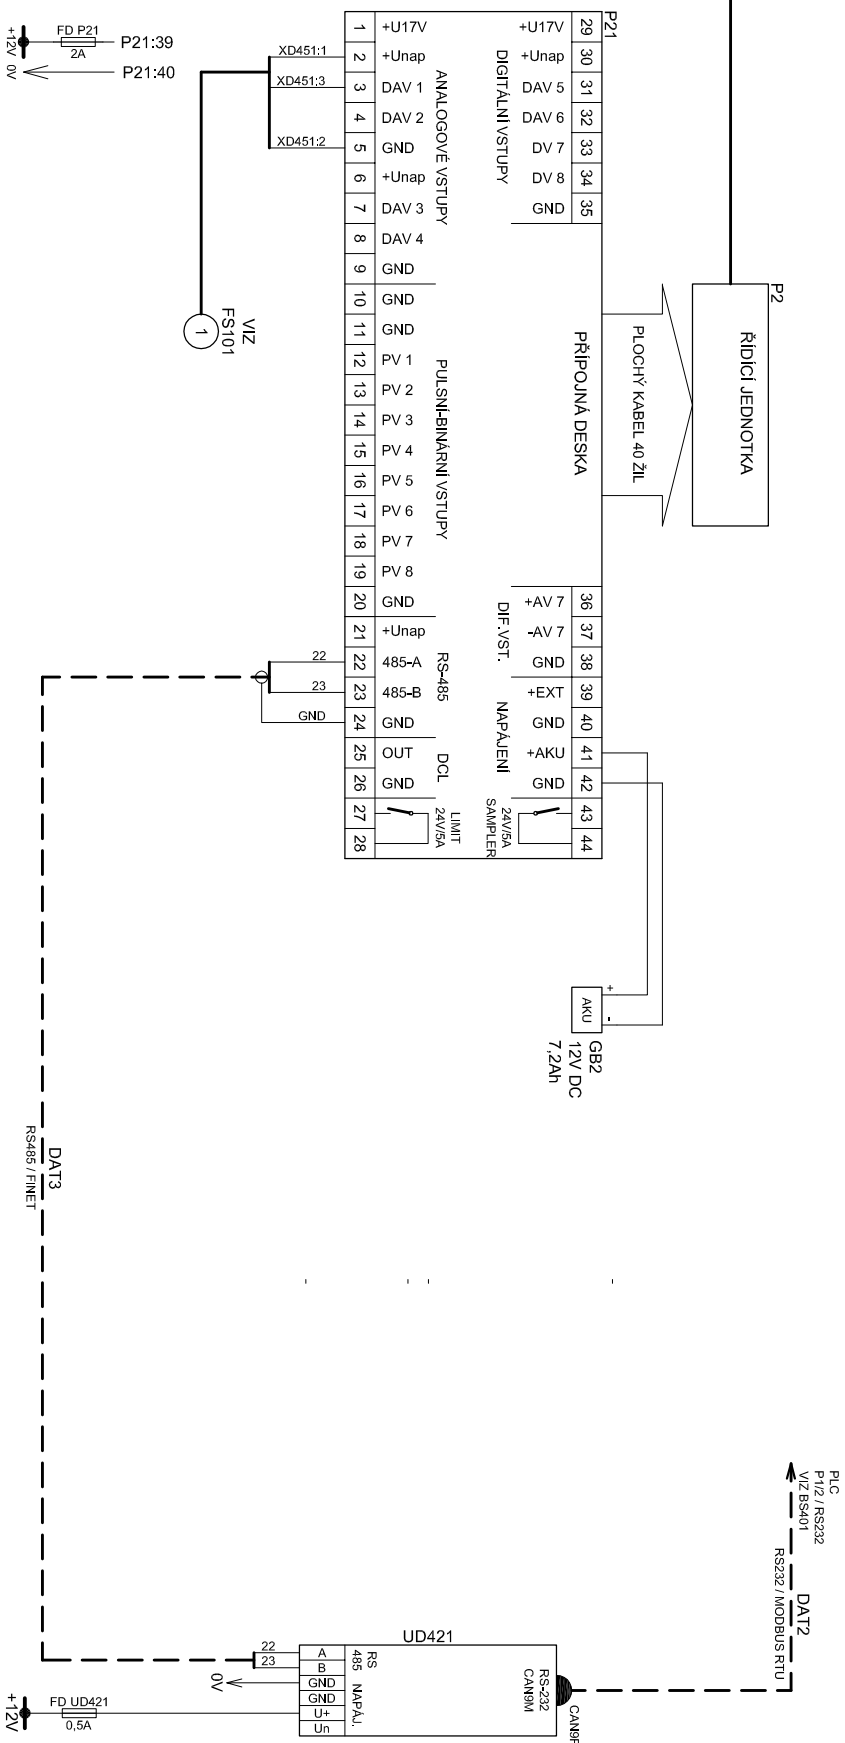 FD P21
2A
P21:39
P21:40
+12V
0V
P21
1 +U17V
2 +Unap
3 DAV 1
4 DAV 2
5 GND
6 +Unap
7 DAV 3
8 DAV 4
9 GND
10 GND
11 GND
12 PV 1
13 PV 2
14 PV 3
15 PV 4
16 PV 5
17 PV 6
18 PV 7
19 PV 8
20 GND
21 +Unap
22 485-A
23 485-B
24 GND
25 OUT
26 GND
27
28
XD451:1
XD451:3
XD451:2
ANALOGOVÉ VSTUPY
PULSNÍ-BINÁRNÍ VSTUPY
RS-485
DCL
LIMIT
24V/5A
22
23
GND
VIZ
FS101
1
+U17V 29
+Unap 30
DAV 5 31
DAV 6 32
DV 7 33
DV 8 34
GND 35
DIGITÁLNÍ VSTUPY
PŘÍPOJNÁ DESKA
PLOCHÝ KABEL 40 ŽIL
P2
ŘÍDÍCÍ JEDNOTKA
+AV 7 36
-AV 7 37
GND 38
+EXT 39
GND 40
+AKU 41
GND 42
43
44
DIF.VST.
NAPÁJENÍ
24V/5A
SAMPLER
+
-
AKU
GB2
12V DC
7,2Ah
DAT3
RS485 / FINET
PLC
P1/2 / RS232
VIZ BS401
DAT2
RS232 / MODBUS RTU
UD421
22
23
A
B
GND
GND
U+
Un
RS
485
NAPÁJ.
RS-232
CAN9M
CAN9F
0V
FD UD421
0,5A
+12V